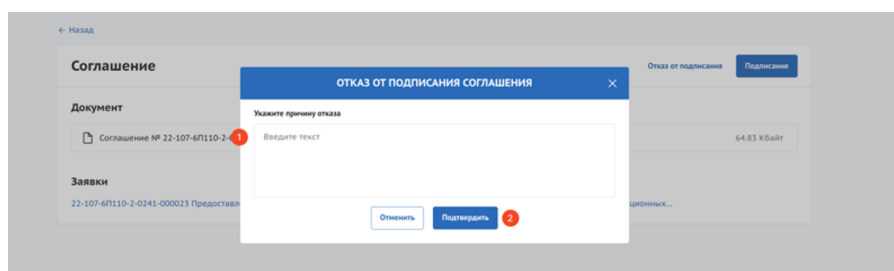 ← Назад
Соглашение
Отказ от подписания
Подписание
ОТКАЗ ОТ ПОДПИСАНИЯ СОГЛАШЕНИЯ
Документ
Укажите причину отказа
Соглашение № 22-107-6П110-2-
1
Введите текст
64.83 Кбайт
Заявки
22-107-6П110-2-0241-000023 Предоставл
ционных...
Отменить
Подтвердить
2